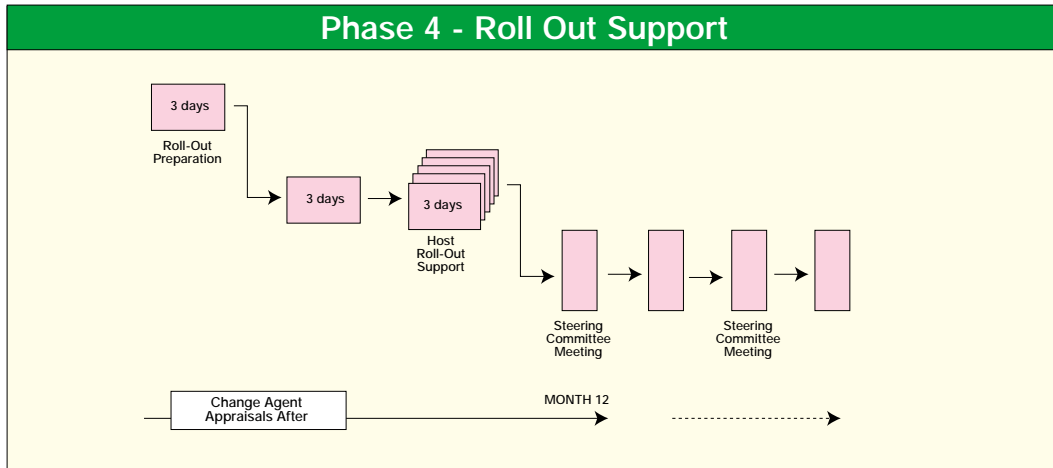 Phase 4 - Roll Out Support
3 days
Roll-Out
Preparation
3 days
3 days
Host
Roll-Out
Support
Steering
Committee
Meeting
Steering
Committee
Meeting
Change Agent
Appraisals After
MONTH 12